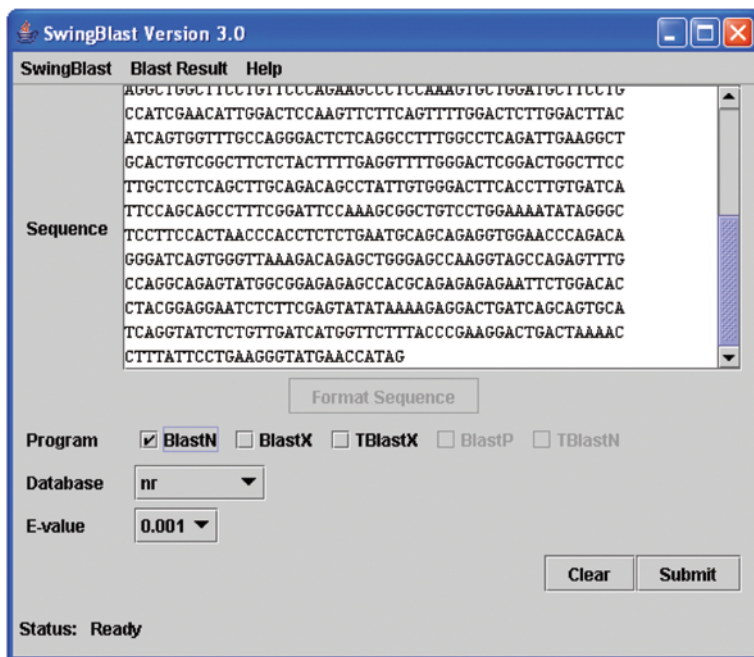 SwingBlast Version 3.0
SwingBlast Blast Result Help
AGGCTGGCTTCCTGTTCCCAGAAGCCCTCCAAAGTGCTGGATGCTTCCTG
CCATCGAACATTGGACTCCAAGTTCTTCAGTTTTGGACTCTTGGACTTAC
ATCAGTGGTTTGCCAGGGACTCTCAGGCCTTTGGCCTCAGATTGAAGGCT
GCACTGTCGGCTTCTCTACTTTTGAGGTTTTGGGACTCGGACTGGCTTCC
TTGCTCCTCAGCTTGCAGACAGCCTATTGTGGGACTTCACCTTGTGATCA
TTCCAGCAGCCTTTCGGATTCCAAAGCGGCTGTCCTGGAAAATATAGGGC
Sequence
TCCTTCCACTAACCCACCTCTCTGAATGCAGCAGAGGTGGAACCCAGACA
GGGATCAGTGGGTTAAAGACAGAGCTGGGAGCCAAGGTAGCCAGAGTTTG
CCAGGCAGAGTATGGCGGAGAGAGCCACGCAGAGAGAGAATTCTGGACAC
CTACGGAGGAATCTCTTCGAGTATATAAAAGAGGACTGATCAGCAGTGCA
TCAGGTATCTCTGTTGATCATGGTTCTTTACCCGAAGGACTGACTAAAAC
CTTTATTCCTGAAGGGTATGAACCATAG
Format Sequence
Program BlastN BlastX TBlastX BlastP TBlastN
Database nr
E-value 0.001
Clear Submit
Status: Ready